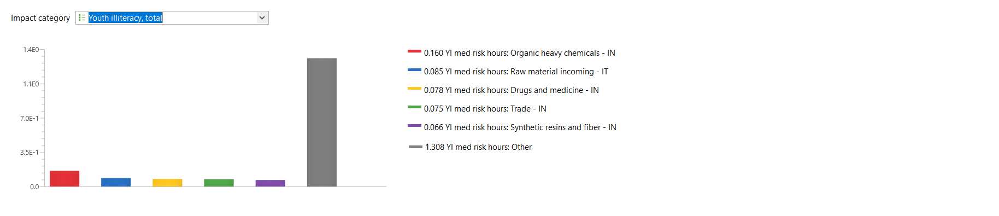 Impact category
Youth illiteracy, total
1.4E0
1.1E0
7.0E-1
3.5E-1
0.0
0.160 YI med risk hours: Organic heavy chemicals - IN
0.085 YI med risk hours: Raw material incoming - IT
0.078 YI med risk hours: Drugs and medicine - IN
0.075 YI med risk hours: Trade - IN
0.066 YI med risk hours: Synthetic resins and fiber - IN
1.308 YI med risk hours: Other